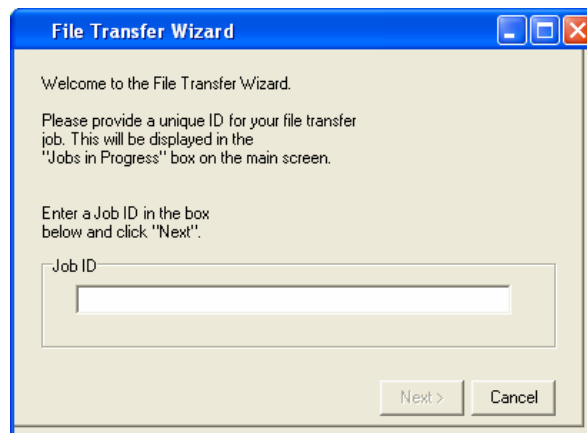 File Transfer Wizard
Welcome to the File Transfer Wizard.
Please provide a unique ID for your file transfer
job. This will be displayed in the
"Jobs in Progress" box on the main screen.
Enter a Job ID in the box
below and click "Next".
Job ID
Next >
Cancel